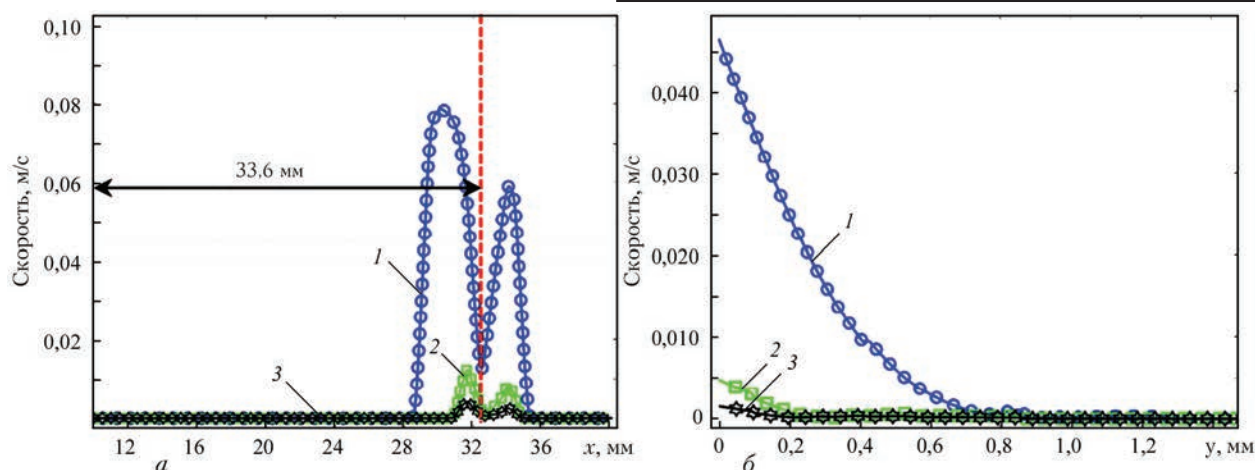 0,10
0,08
0,06
0,04
0,02
Скорость, м/с
33.6 мм
1
2
3
12 16 20 24 28 32 36 x, мм
а
0,040
0,030
0,020
0,010
0
Скорость, м/с
1
2
3
0 0,2 0,4 0,6 0,8 1,0 1,2 y, мм
б